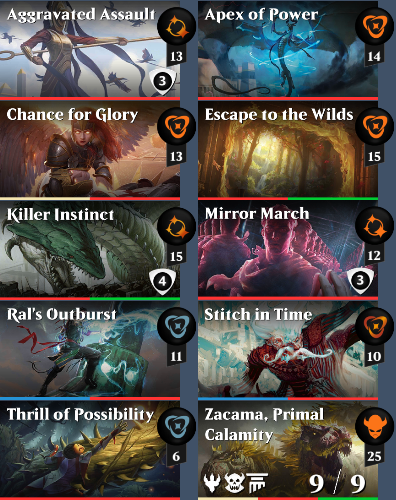 Aggravated Assault
13
3
Apex of Power
14
Chance for Glory
13
Escape to the Wilds
15
Killer Instinct
15
4
Mirror March
12
3
Ral's Outburst
11
Stitch in Time
10
Thrill of Possibility
6
Zacama, Primal
Calamity
25
9 / 9